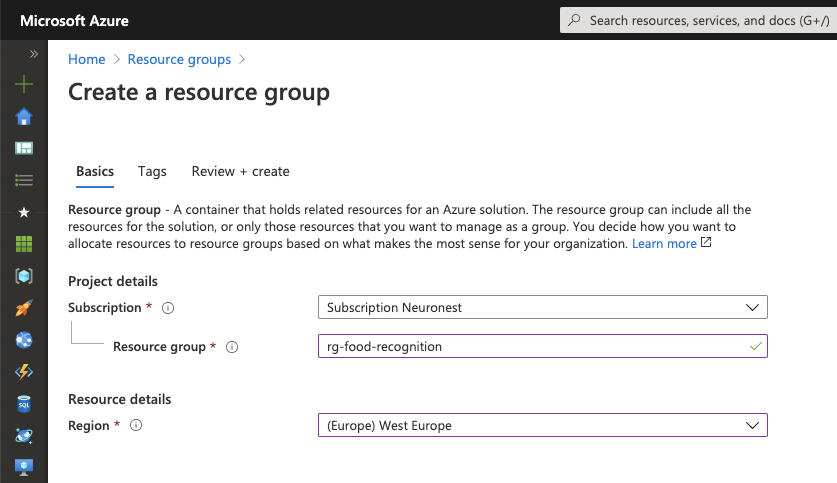 Microsoft Azure
Search resources, services, and docs (G+/)
»
Home > Resource groups >
Create a resource group
Basics Tags Review + create
Resource group - A container that holds related resources for an Azure solution. The resource group can include all the
resources for the solution, or only those resources that you want to manage as a group. You decide how you want to
allocate resources to resource groups based on what makes the most sense for your organization. Learn more
Project details
Subscription * Subscription Neuronest
Resource group * rg-food-recognition
Resource details
Region * (Europe) West Europe
SQL